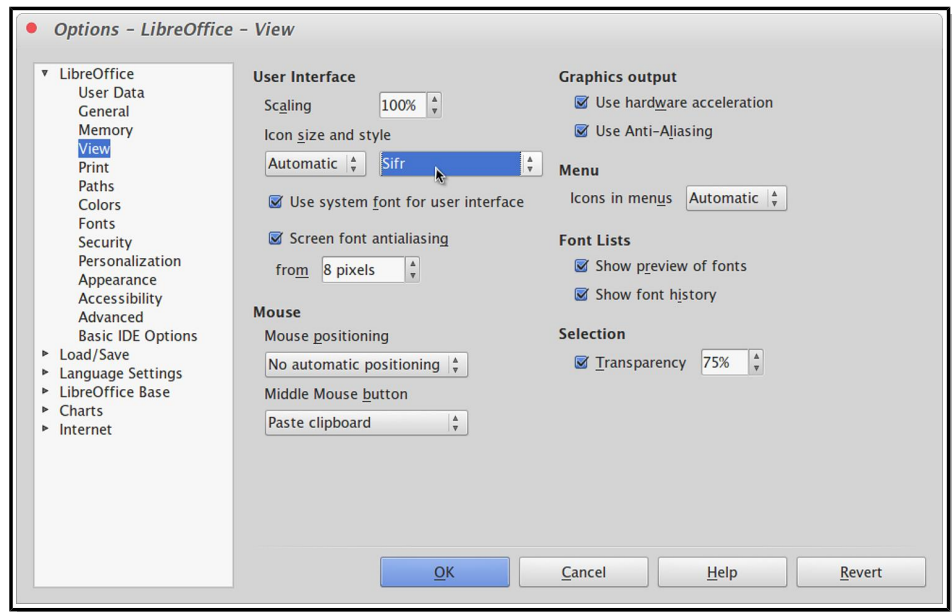 Options – LibreOffice – View
LibreOffice
User Data
General
Memory
View
Print
Paths
Colors
Fonts
Security
Personalization
Appearance
Accessibility
Advanced
Basic IDE Options
Load/Save
Language Settings
LibreOffice Base
Charts
Internet
User Interface
Scaling 100%
Icon size and style
Automatic Sifr
Use system font for user interface
Screen font antialiasing
from 8 pixels
Mouse
Mouse positioning
No automatic positioning
Middle Mouse button
Paste clipboard
Graphics output
Use hardware acceleration
Use Anti-Aliasing
Menu
Icons in menus Automatic
Font Lists
Show preview of fonts
Show font history
Selection
Transparency 75%
OK Cancel Help Revert